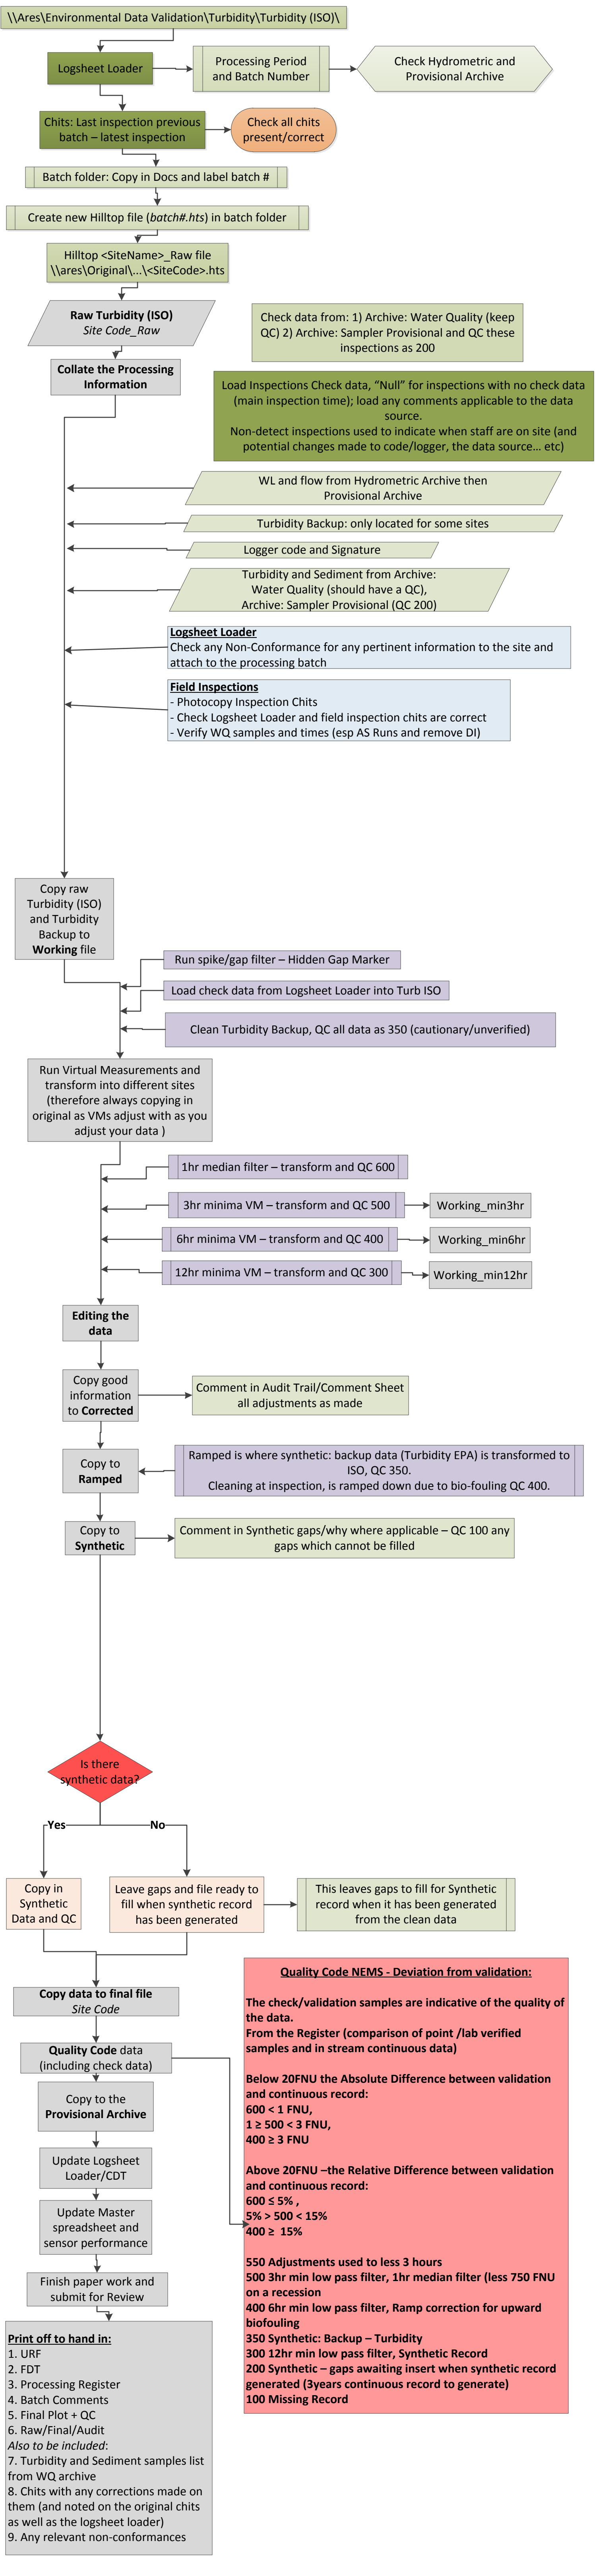 \\Ares\Environmental Data Validation\Turbidity\Turbidity (ISO)\
Logsheet Loader
Processing Period
and Batch Number
Check Hydrometric and
Provisional Archive
Chits: Last inspection previous
batch – latest inspection
Check all chits
present/correct
Batch folder: Copy in Docs and label batch #
Create new Hilltop file (batch#.hts) in batch folder
Hilltop <SiteName>_Raw file
\\ares\Original\...\<SiteCode>.hts
Raw Turbidity (ISO)
Site Code_Raw
Check data from: 1) Archive: Water Quality (keep
QC) 2) Archive: Sampler Provisional and QC these
inspections as 200
Collate the Processing
Information
Load Inspections Check data, “Null” for inspections with no check data
(main inspection time); load any comments applicable to the data
source.
Non-detect inspections used to indicate when staff are on site (and
potential changes made to code/logger, the data source… etc)
WL and flow from Hydrometric Archive then
Provisional Archive
Turbidity Backup: only located for some sites
Logger code and Signature
Turbidity and Sediment from Archive:
Water Quality (should have a QC),
Archive: Sampler Provisional (QC 200)
Logsheet Loader
Check any Non-Conformance for any pertinent information to the site and
attach to the processing batch
Field Inspections
- Photocopy Inspection Chits
- Check Logsheet Loader and field inspection chits are correct
- Verify WQ samples and times (esp AS Runs and remove DI)
Copy raw
Turbidity (ISO)
and Turbidity
Backup to
Working file
Run spike/gap filter – Hidden Gap Marker
Load check data from Logsheet Loader into Turb ISO
Clean Turbidity Backup, QC all data as 350 (cautionary/unverified)
Run Virtual Measurements and
transform into different sites
(therefore always copying in
original as VMs adjust with as you
adjust your data )
1hr median filter – transform and QC 600
3hr minima VM – transform and QC 500
Working_min3hr
6hr minima VM – transform and QC 400
Working_min6hr
12hr minima VM – transform and QC 300
Working_min12hr
Editing the
data
Copy good
information
to Corrected
Comment in Audit Trail/Comment Sheet
all adjustments as made
Copy to
Ramped
Ramped is where synthetic: backup data (Turbidity EPA) is transformed to
ISO, QC 350.
Cleaning at inspection, is ramped down due to bio-fouling QC 400.
Copy to
Synthetic
Comment in Synthetic gaps/why where applicable – QC 100 any
gaps which cannot be filled
Is there
synthetic data?
Yes
No
Copy in
Synthetic
Data and QC
Leave gaps and file ready to
fill when synthetic record
has been generated
This leaves gaps to fill for Synthetic
record when it has been generated
from the clean data
Copy data to final file
Site Code
Quality Code data
(including check data)
Copy to the
Provisional Archive
Update Logsheet
Loader/CDT
Update Master
spreadsheet and
sensor performance
Finish paper work and
submit for Review
Quality Code NEMS - Deviation from validation:
The check/validation samples are indicative of the quality of
the data.
From the Register (comparison of point /lab verified
samples and in stream continuous data)
Below 20FNU the Absolute Difference between validation
and continuous record:
600 < 1 FNU,
1 ≥ 500 < 3 FNU,
400 ≥ 3 FNU
Above 20FNU –the Relative Difference between validation
and continuous record:
600 ≤ 5% ,
5% > 500 < 15%
400 ≥  15%
550 Adjustments used to less 3 hours
500 3hr min low pass filter, 1hr median filter (less 750 FNU
on a recession
400 6hr min low pass filter, Ramp correction for upward
biofouling
350 Synthetic: Backup – Turbidity
300 12hr min low pass filter, Synthetic Record
200 Synthetic – gaps awaiting insert when synthetic record
generated (3years continuous record to generate)
100 Missing Record
Print off to hand in:
1. URF
2. FDT
3. Processing Register
4. Batch Comments
5. Final Plot + QC
6. Raw/Final/Audit
Also to be included:
7. Turbidity and Sediment samples list
from WQ archive
8. Chits with any corrections made on
them (and noted on the original chits
as well as the logsheet loader)
9. Any relevant non-conformances